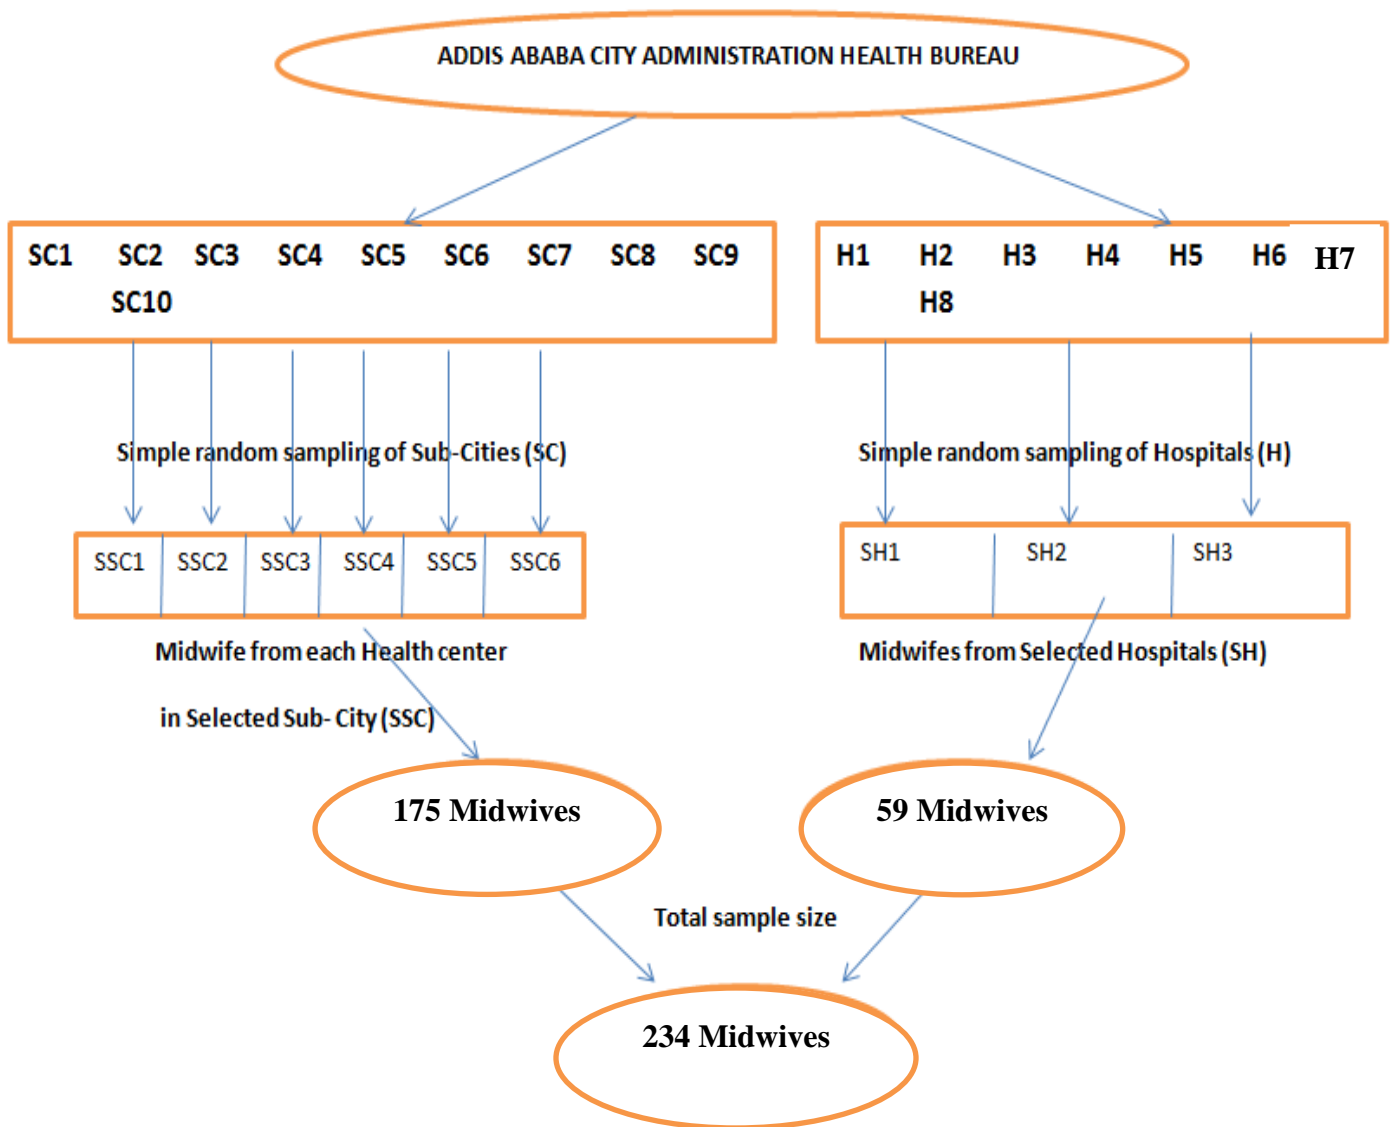 ADDIS ABABA CITY ADMINISTRATION HEALTH BUREAU
SC1 SC2 SC3 SC4 SC5 SC6 SC7 SC8 SC9
SC10
H1 H2 H3 H4 H5 H6 H7
H8
Simple random sampling of Sub-Cities (SC)
Simple random sampling of Hospitals (H)
SSC1 SSC2 SSC3 SSC4 SSC5 SSC6
SH1 SH2 SH3
Midwife from each Health center
in Selected Sub- City (SSC)
Midwifes from Selected Hospitals (SH)
175 Midwives
59 Midwives
Total sample size
234 Midwives